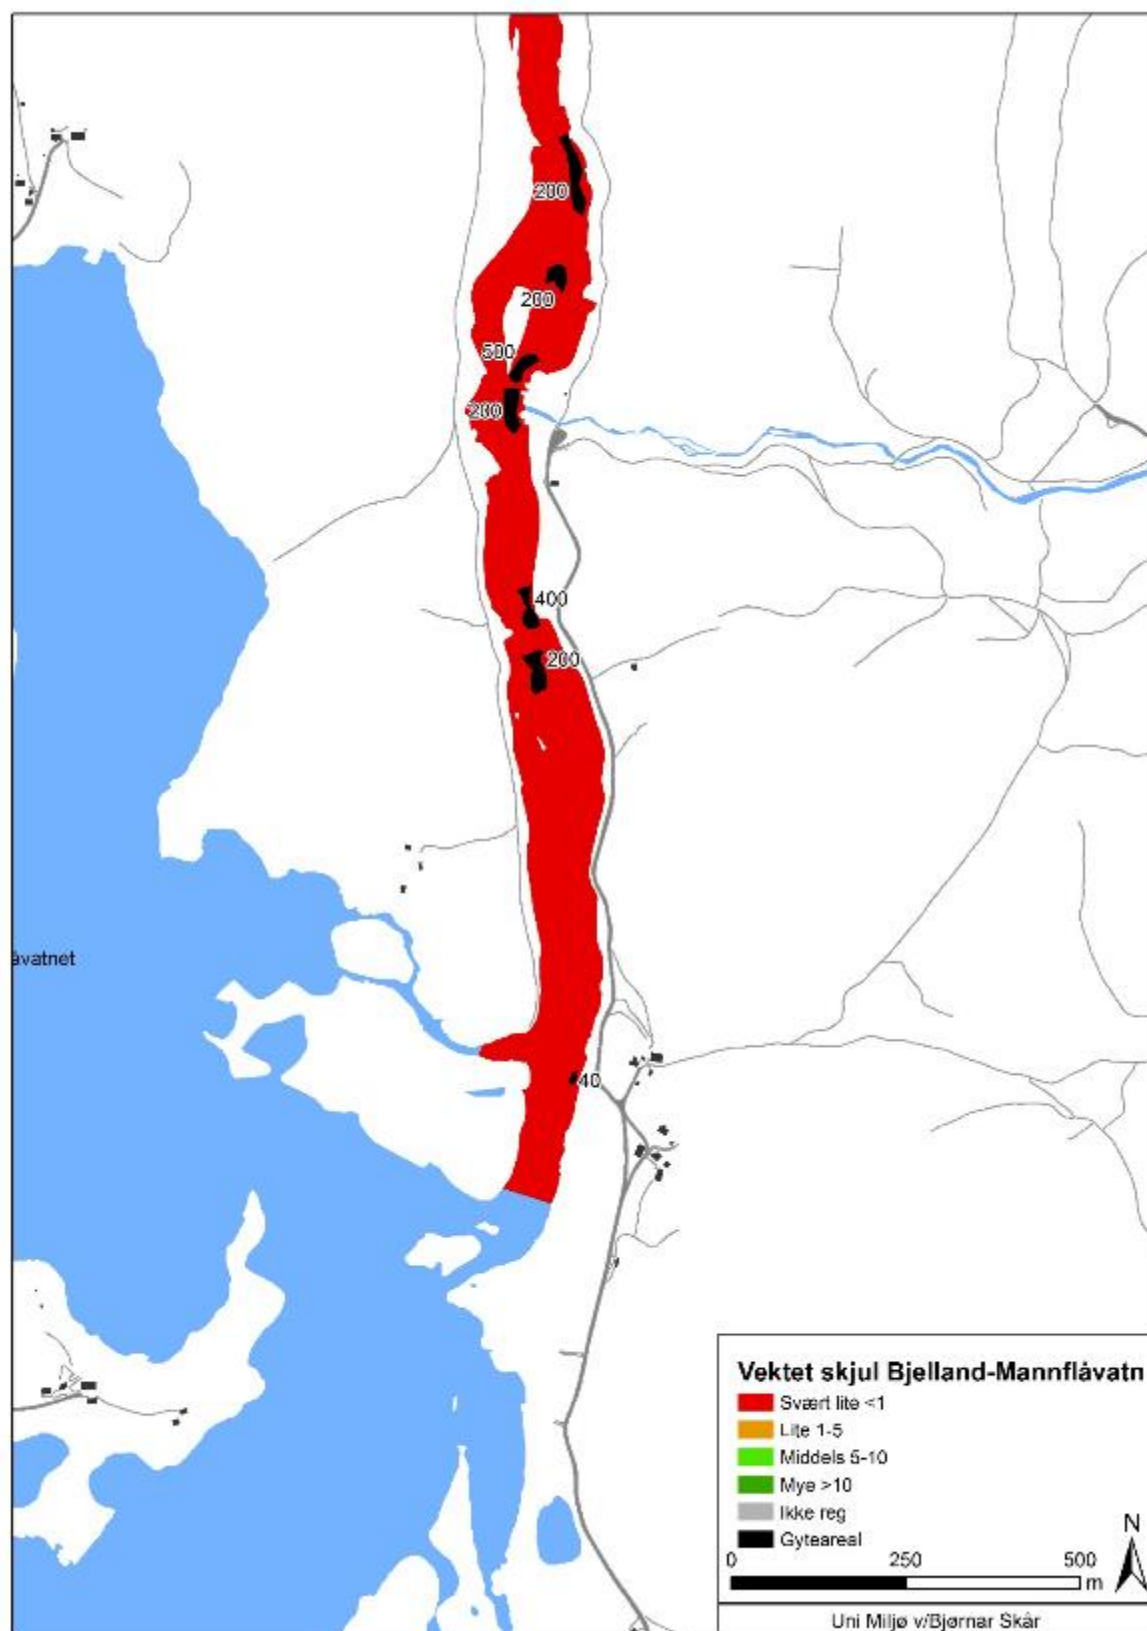 200
200
500
200
400
200
åvatnet
40
Vektet skjul Bjelland-Mannflåvatn
Svært lite <1
Lite 1-5
Middels 5-10
Mye >10
Ikke reg
Gyteareal
N
0 250 500
m
Uni Miljø v/Bjørnar Skår